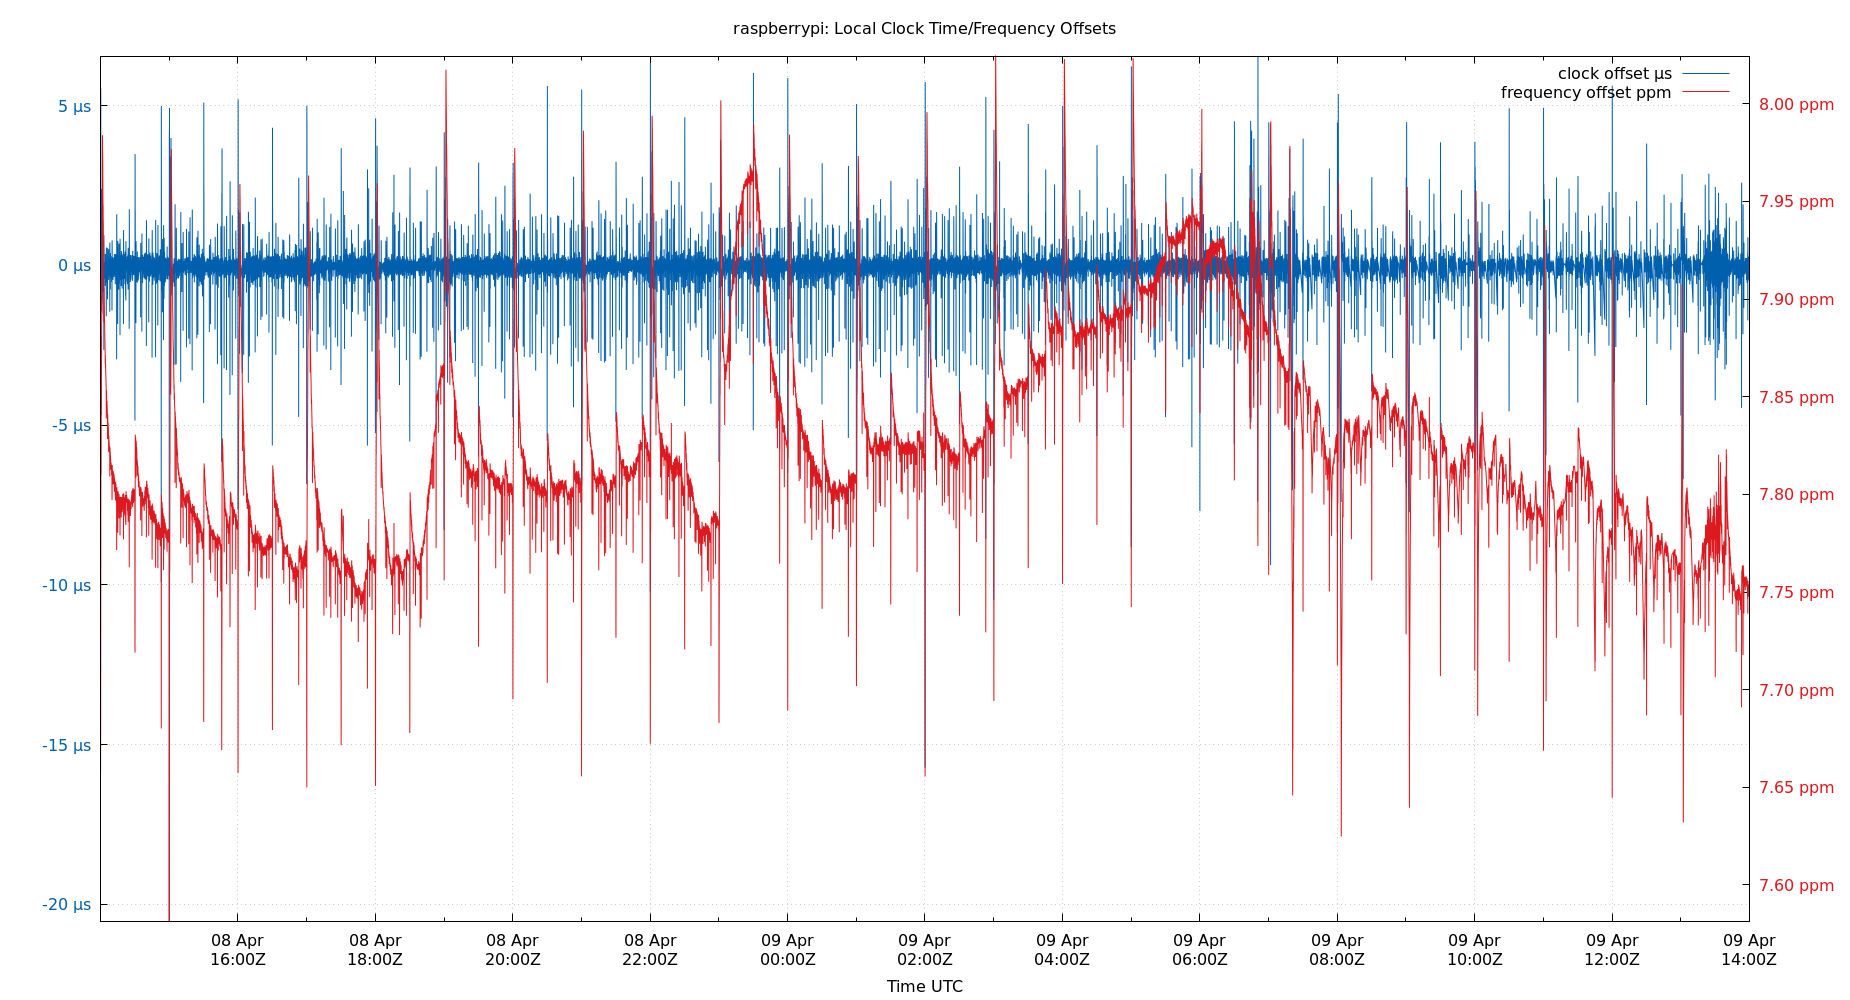 raspberrypi: Local Clock Time/Frequency Offsets
clock offset µs
frequency offset ppm
5 µs
0 µs
-5 µs
-10 µs
-15 µs
-20 µs
8.00 ppm
7.95 ppm
7.90 ppm
7.85 ppm
7.80 ppm
7.75 ppm
7.70 ppm
7.65 ppm
7.60 ppm
08 Apr 08 Apr 08 Apr 08 Apr 09 Apr 09 Apr 09 Apr 09 Apr 09 Apr 09 Apr 09 Apr 09 Apr
16:00Z 18:00Z 20:00Z 22:00Z 00:00Z 02:00Z 04:00Z 06:00Z 08:00Z 10:00Z 12:00Z 14:00Z
Time UTC